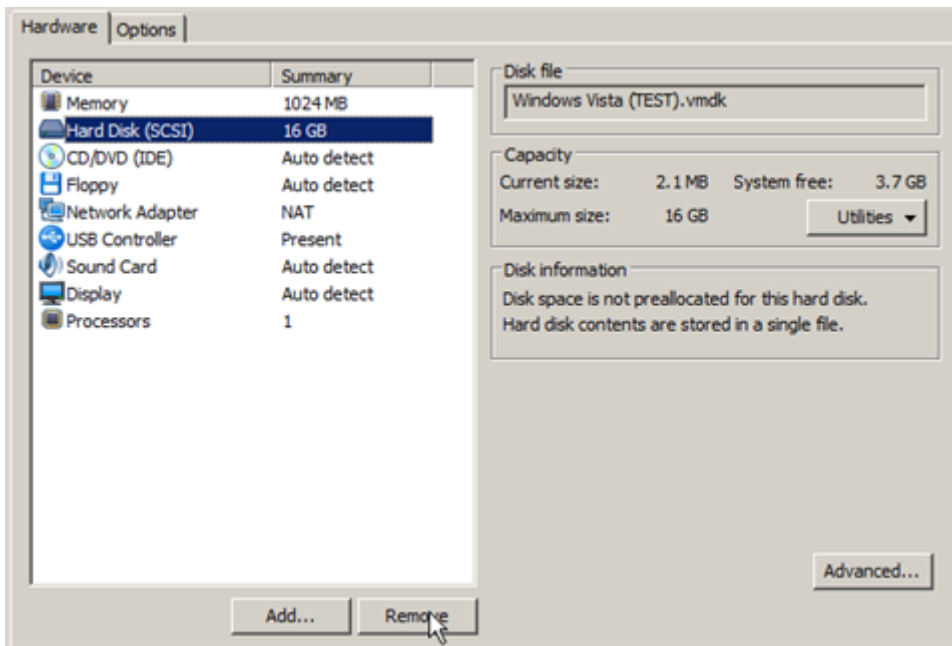 Hardware Options
Device Summary
Memory 1024 MB
Hard Disk (SCSI) 16 GB
CD/DVD (IDE) Auto detect
Floppy Auto detect
Network Adapter NAT
USB Controller Present
Sound Card Auto detect
Display Auto detect
Processors 1
Add... Remove
Disk file
Windows Vista (TEST).vmdk
Capacity
Current size: 2.1 MB System free: 3.7 GB
Maximum size: 16 GB Utilities
Disk information
Disk space is not preallocated for this hard disk.
Hard disk contents are stored in a single file.
Advanced...